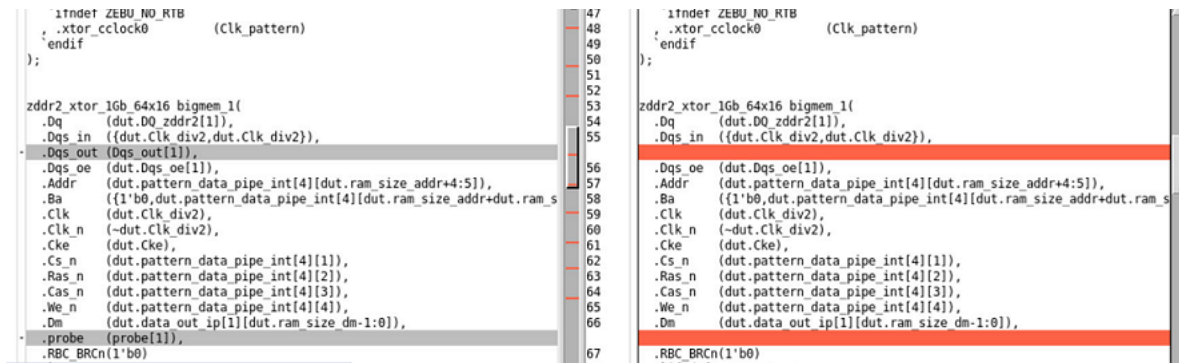 `ifndef ZEBU_NO_RTB
, .xtor_cclock0 (Clk_pattern)
`endif
);
zddr2_xtor_1Gb_64x16 bigmem_1(
.Dq (dut.DQ_zddr2[1]),
.Dqs_in ({dut.Clk_div2,dut.Clk_div2}),
- .Dqs_out (Dqs_out[1]),
.Dqs_oe (dut.Dqs_oe[1]),
.Addr (dut.pattern_data_pipe_int[4][dut.ram_size_addr+4:5]),
.Ba ({1'b0,dut.pattern_data_pipe_int[4][dut.ram_size_addr+dut.ram_s
.Clk (dut.Clk_div2),
.Clk_n (~dut.Clk_div2),
.Cke (dut.Cke),
.Cs_n (dut.pattern_data_pipe_int[4][1]),
.Ras_n (dut.pattern_data_pipe_int[4][2]),
.Cas_n (dut.pattern_data_pipe_int[4][3]),
.We_n (dut.pattern_data_pipe_int[4][4]),
.Dm (dut.data_out_ip[1][dut.ram_size_dm-1:0]),
- .probe (probe[1]),
.RBC_BRCn(1'b0)
47 `ifndef ZEBU_NO_RTB
48 , .xtor_cclock0 (Clk_pattern)
49 `endif
50 );
51
52
53 zddr2_xtor_1Gb_64x16 bigmem_1(
54 .Dq (dut.DQ_zddr2[1]),
55 .Dqs_in ({dut.Clk_div2,dut.Clk_div2}),
56 .Dqs_oe (dut.Dqs_oe[1]),
57 .Addr (dut.pattern_data_pipe_int[4][dut.ram_size_addr+4:5]),
58 .Ba ({1'b0,dut.pattern_data_pipe_int[4][dut.ram_size_addr+dut.ram_s
59 .Clk (dut.Clk_div2),
60 .Clk_n (~dut.Clk_div2),
61 .Cke (dut.Cke),
62 .Cs_n (dut.pattern_data_pipe_int[4][1]),
63 .Ras_n (dut.pattern_data_pipe_int[4][2]),
64 .Cas_n (dut.pattern_data_pipe_int[4][3]),
65 .We_n (dut.pattern_data_pipe_int[4][4]),
66 .Dm (dut.data_out_ip[1][dut.ram_size_dm-1:0]),
67 .RBC_BRCn(1'b0)